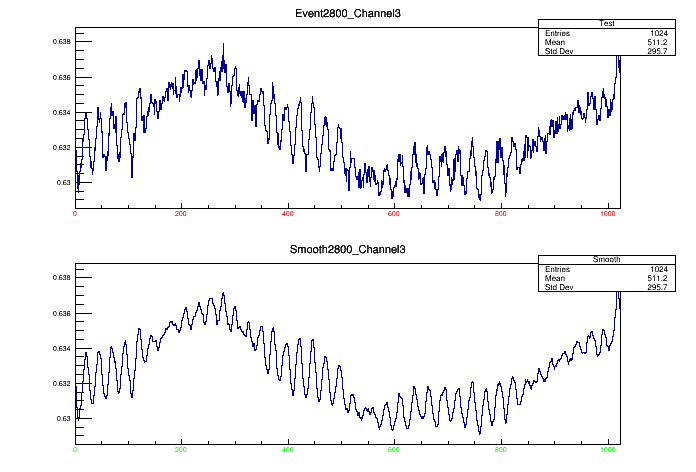 Event2800_Channel3
Test
Entries 1024
Mean 511.2
Std Dev 295.7
0.638
0.636
0.634
0.632
0.63
0 200 400 600 800 1000
Smooth2800_Channel3
Smooth
Entries 1024
Mean 511.2
Std Dev 295.7
0.638
0.636
0.634
0.632
0.63
0 200 400 600 800 1000